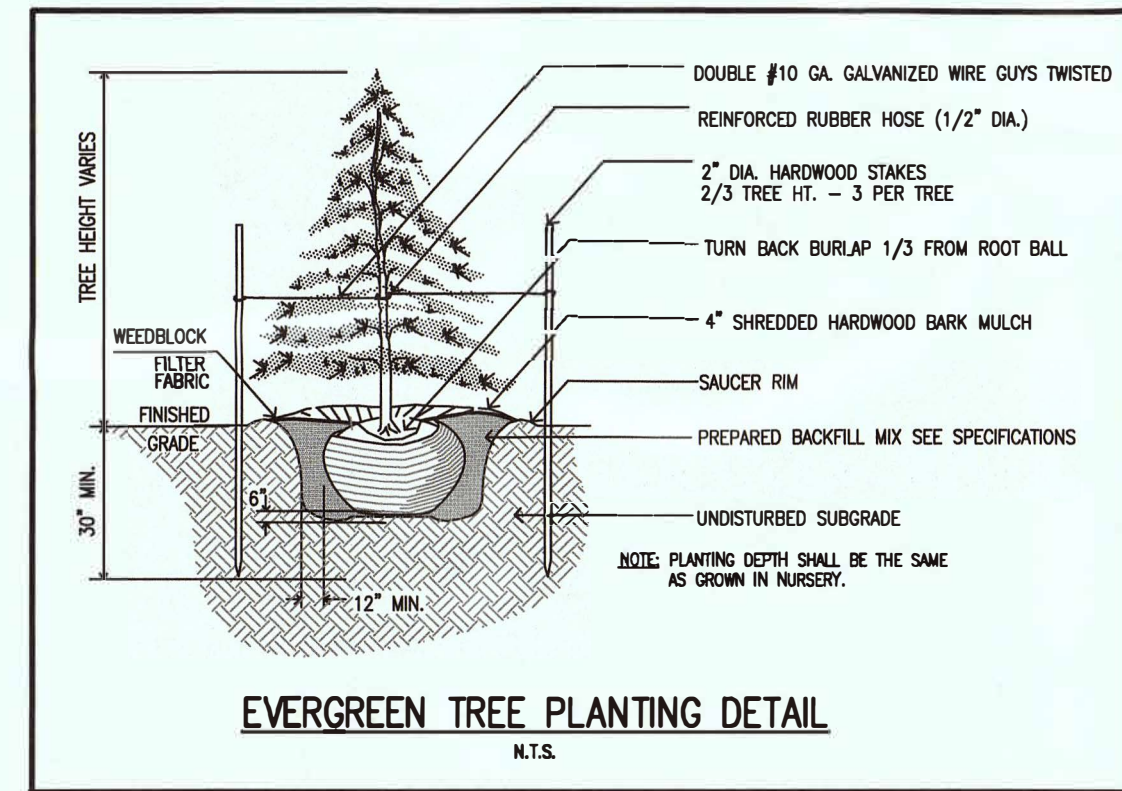 DOUBLE #10 GA. GALVANIZED WIRE GUYS TWISTED
REINFORCED RUBBER HOSE (1/2" DIA.)
2" DIA. HARDWOOD STAKES
2/3 TREE HT. - 3 PER TREE
TURN BACK BURLAP 1/3 FROM ROOT BALL
4" SHREDDED HARDWOOD BARK MULCH
SAUCER RIM
PREPARED BACKFILL MIX SEE SPECIFICATIONS
UNDISTURBED SUBGRADE
NOTE: PLANTING DEPTH SHALL BE THE SAME
AS GROWN IN NURSERY.
TREE HEIGHT VARIES
WEEDBLOCK
FILTER
FABRIC
FINISHED
GRADE
30" MIN.
6"
12" MIN.
EVERGREEN TREE PLANTING DETAIL
N.T.S.